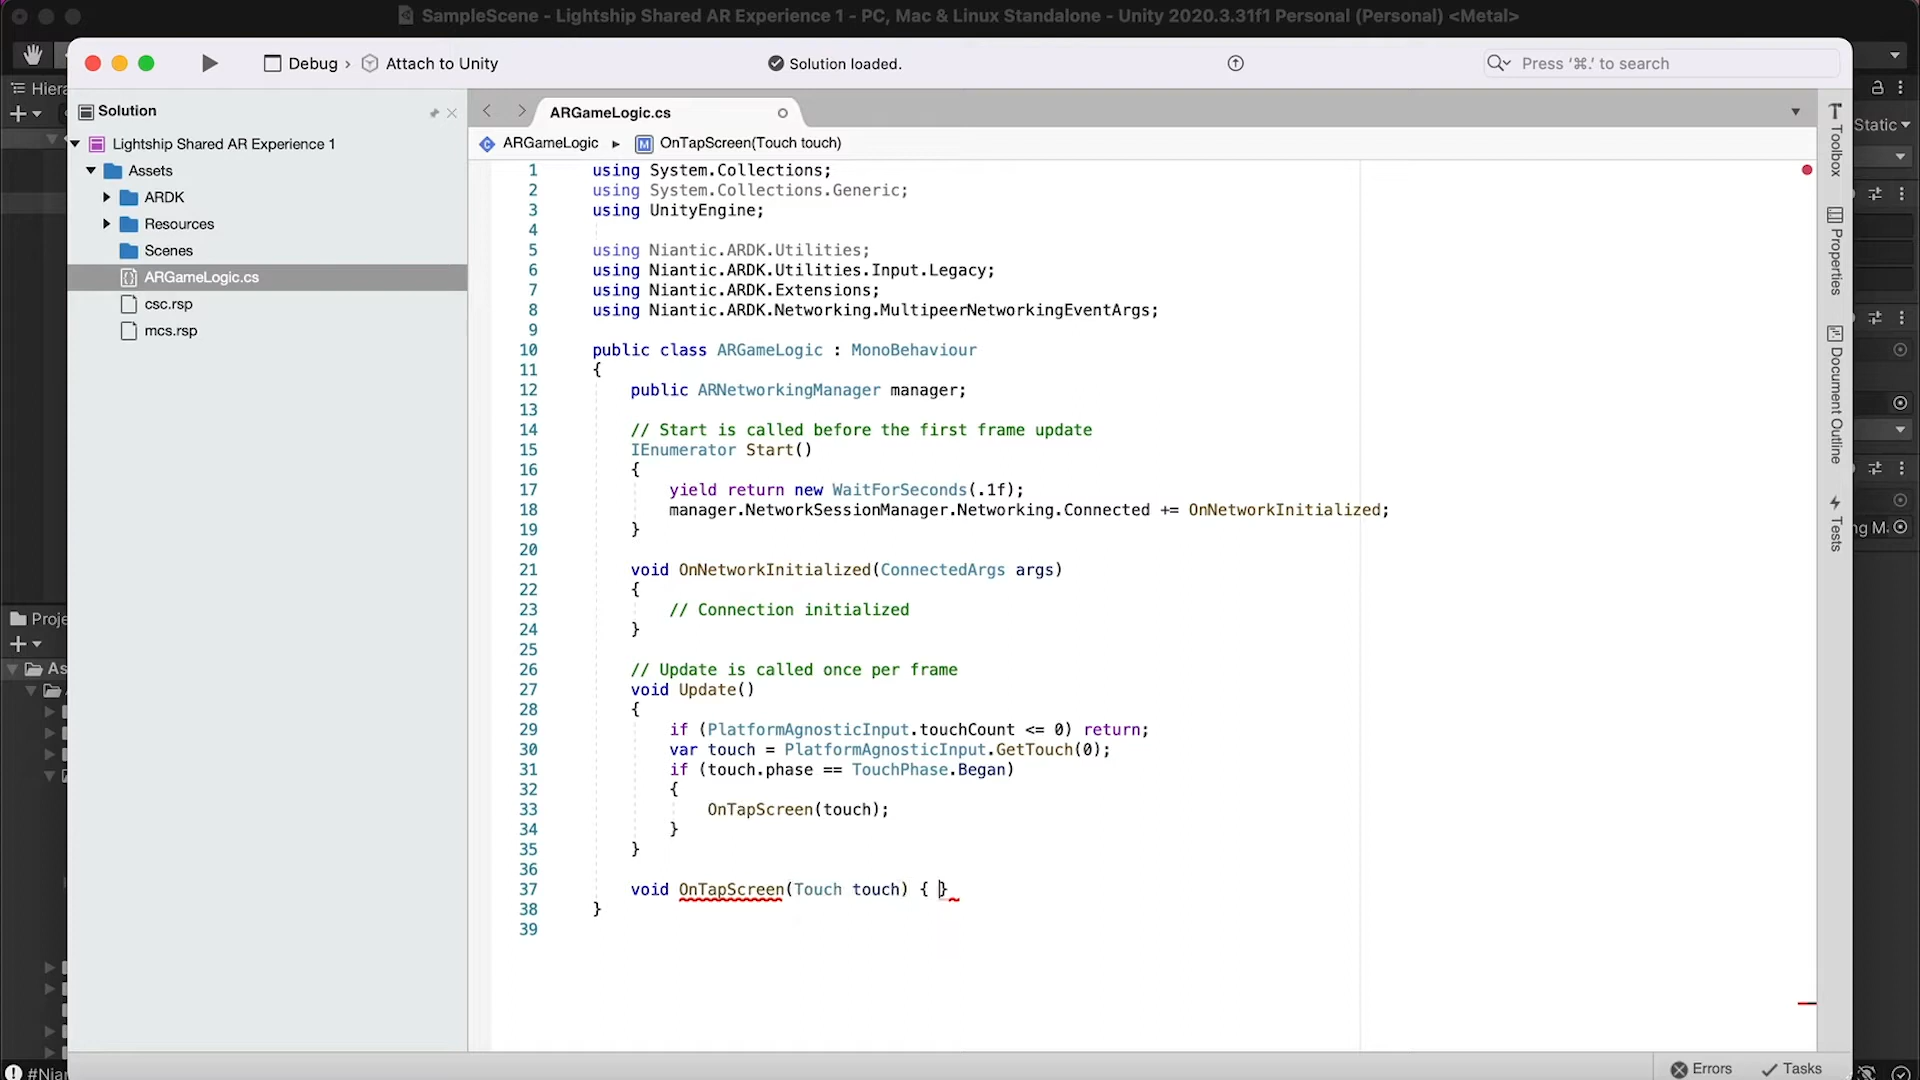 SampleScene - Lightship Shared AR Experience 1 - PC, Mac & Linux Standalone - Unity 2020.3.31f1 Personal (Personal) <Metal>
Debug › Attach to Unity
Solution loaded.
Press '⌘.' to search
Solution
Lightship Shared AR Experience 1
Assets
ARDK
Resources
Scenes
ARGameLogic.cs
csc.rsp
mcs.rsp
ARGameLogic.cs
ARGameLogic ▸ M OnTapScreen(Touch touch)
1 using System.Collections;
2 using System.Collections.Generic;
3 using UnityEngine;
4
5 using Niantic.ARDK.Utilities;
6 using Niantic.ARDK.Utilities.Input.Legacy;
7 using Niantic.ARDK.Extensions;
8 using Niantic.ARDK.Networking.MultipeerNetworkingEventArgs;
9
10 public class ARGameLogic : MonoBehaviour
11 {
12 public ARNetworkingManager manager;
13
14 // Start is called before the first frame update
15 IEnumerator Start()
16 {
17 yield return new WaitForSeconds(.1f);
18 manager.NetworkSessionManager.Networking.Connected += OnNetworkInitialized;
19 }
20
21 void OnNetworkInitialized(ConnectedArgs args)
22 {
23 // Connection initialized
24 }
25
26 // Update is called once per frame
27 void Update()
28 {
29 if (PlatformAgnosticInput.touchCount <= 0) return;
30 var touch = PlatformAgnosticInput.GetTouch(0);
31 if (touch.phase == TouchPhase.Began)
32 {
33 OnTapScreen(touch);
34 }
35 }
36
37 void OnTapScreen(Touch touch) { }
38 }
39
Toolbox
Properties
Document Outline
Tests
Errors
Tasks
Hiera
Proje
As
#Nian
Static
ng M